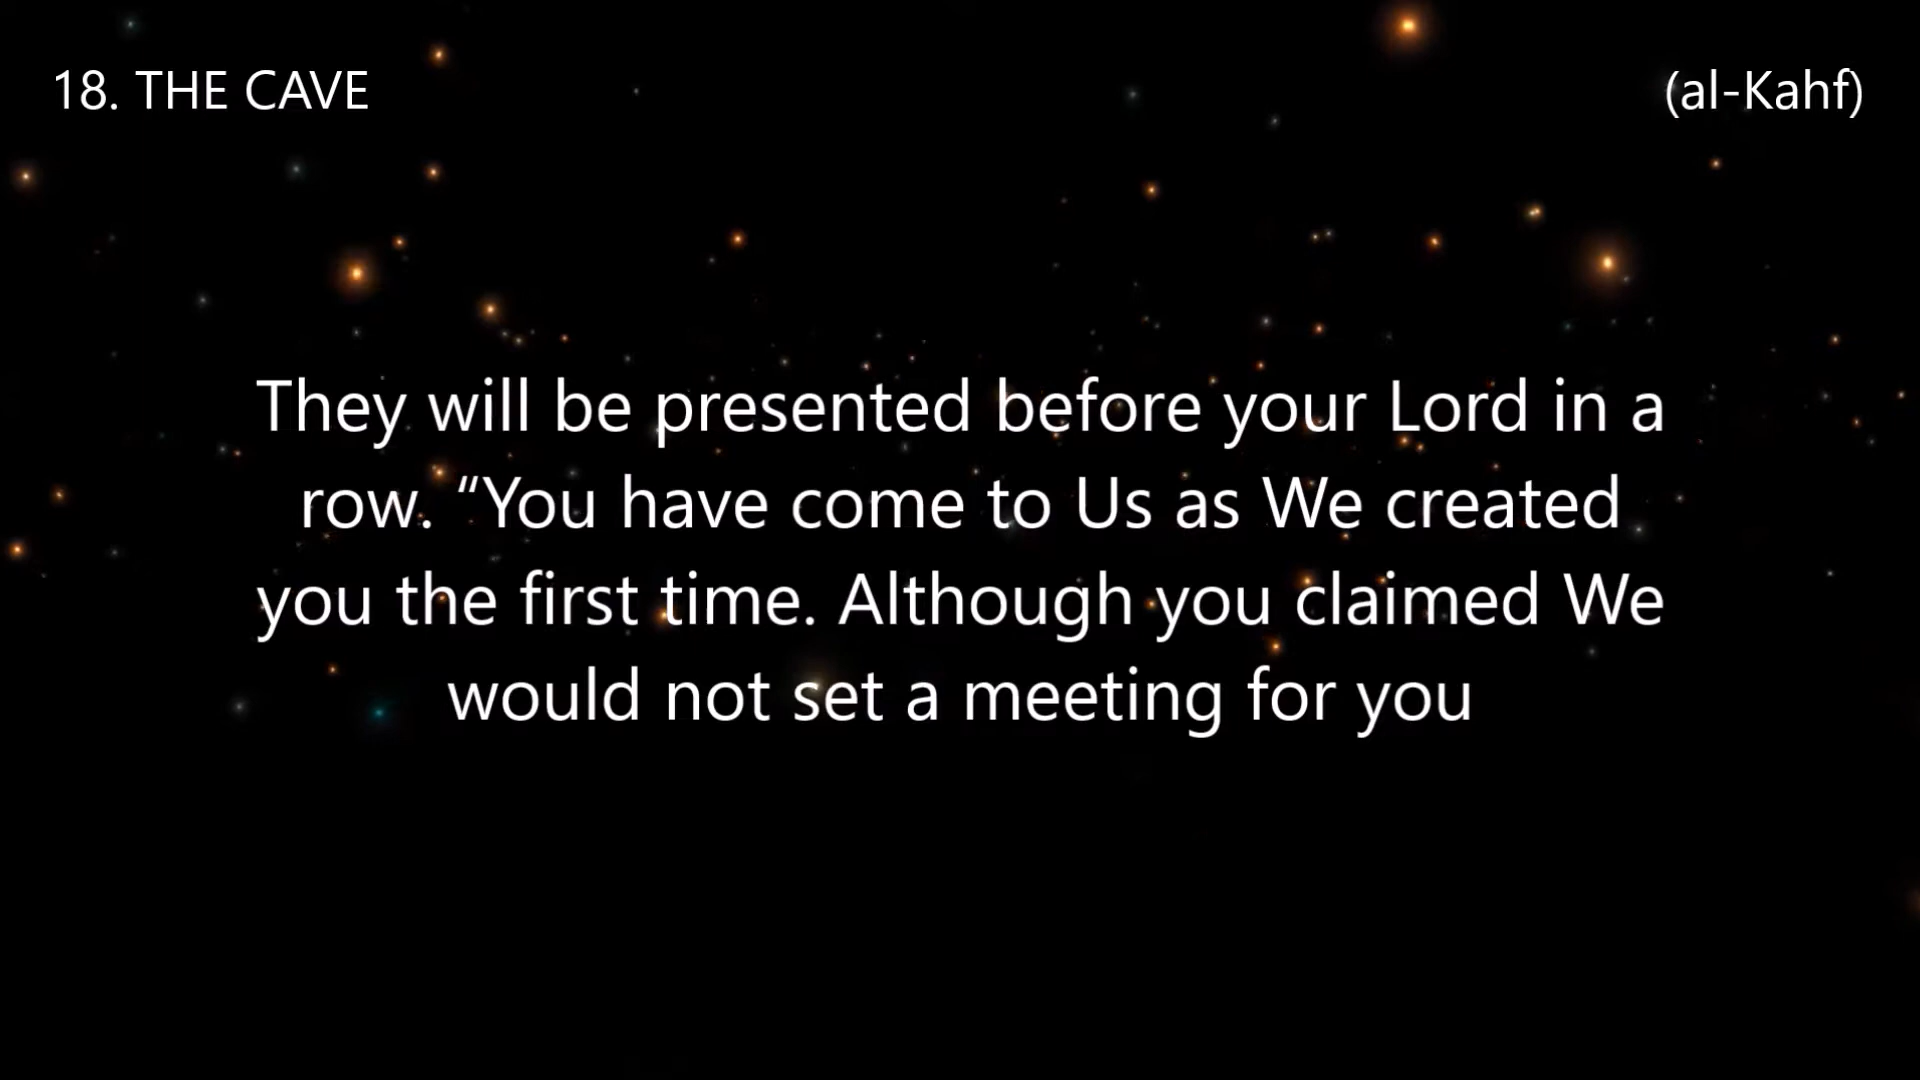 18. THE CAVE
(al-Kahf)
They will be presented before your Lord in a
row. “You have come to Us as We created
you the first time. Although you claimed We
would not set a meeting for you